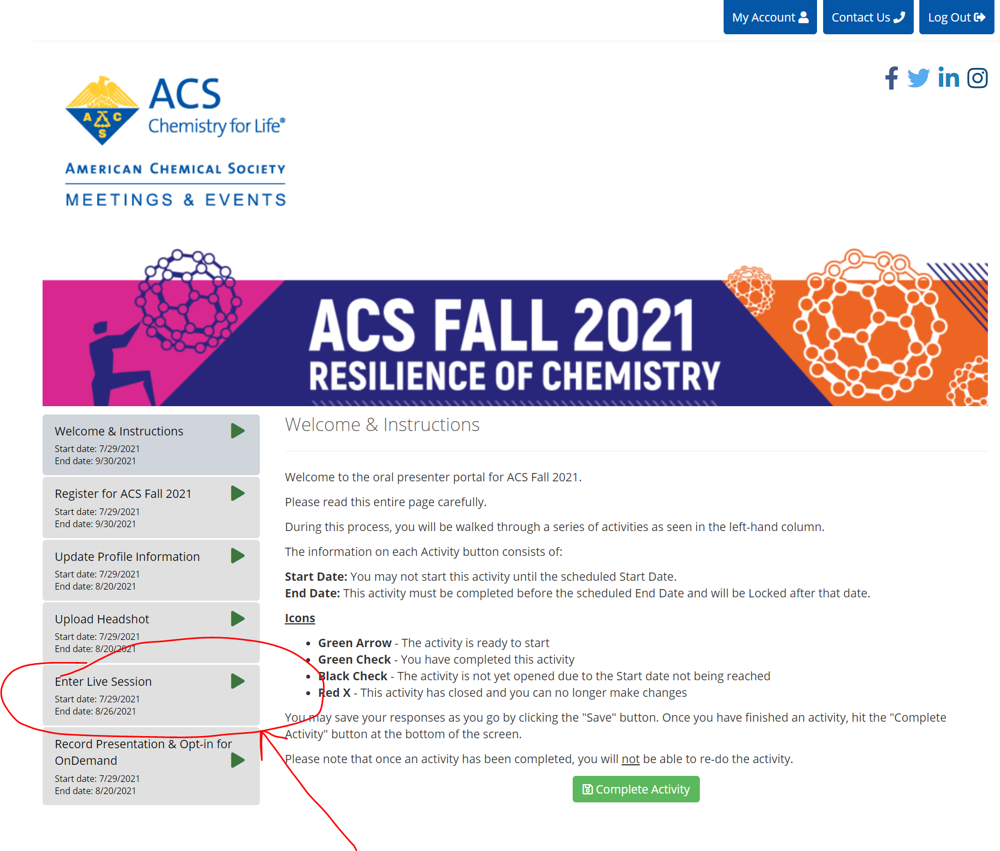 My Account
Contact Us
Log Out
ACS
Chemistry for Life®
A C S
AMERICAN CHEMICAL SOCIETY
MEETINGS & EVENTS
ACS FALL 2021
RESILIENCE OF CHEMISTRY
Welcome & Instructions
Start date: 7/29/2021
End date: 9/30/2021
Register for ACS Fall 2021
Start date: 7/29/2021
End date: 9/30/2021
Update Profile Information
Start date: 7/29/2021
End date: 8/20/2021
Upload Headshot
Start date: 7/29/2021
End date: 8/20/2021
Enter Live Session
Start date: 7/29/2021
End date: 8/26/2021
Record Presentation & Opt-in for
OnDemand
Start date: 7/29/2021
End date: 8/20/2021
Welcome & Instructions
Welcome to the oral presenter portal for ACS Fall 2021.
Please read this entire page carefully.
During this process, you will be walked through a series of activities as seen in the left-hand column.
The information on each Activity button consists of:
Start Date: You may not start this activity until the scheduled Start Date.
End Date: This activity must be completed before the scheduled End Date and will be Locked after that date.
Icons
• Green Arrow - The activity is ready to start
• Green Check - You have completed this activity
• Black Check - The activity is not yet opened due to the Start date not being reached
• Red X - This activity has closed and you can no longer make changes
You may save your responses as you go by clicking the "Save" button. Once you have finished an activity, hit the "Complete
Activity" button at the bottom of the screen.
Please note that once an activity has been completed, you will not be able to re-do the activity.
Complete Activity